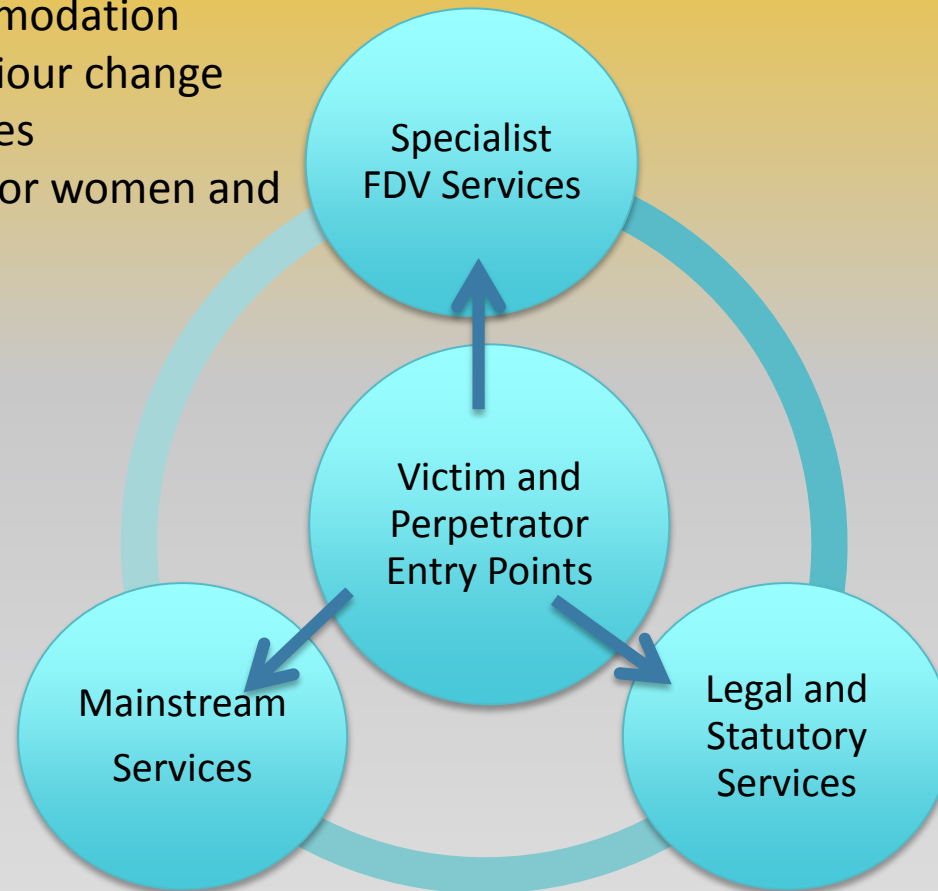 modation
iour change
es
or women and
Specialist
FDV Services
Victim and
Perpetrator
Entry Points
Mainstream
Services
Legal and
Statutory
Services